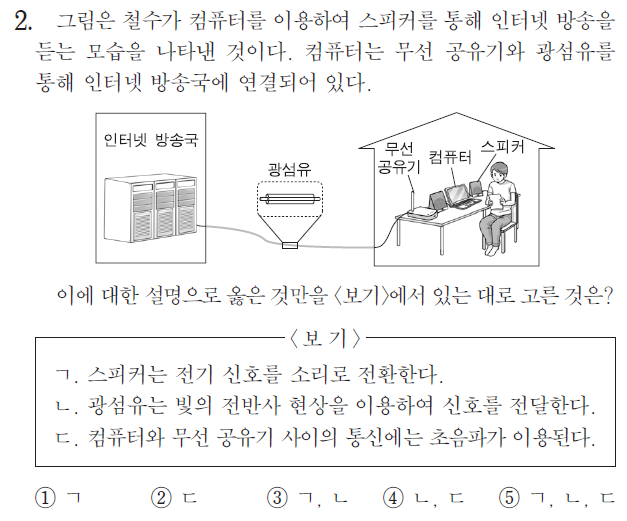 2. 그림은 철수가 컴퓨터를 이용하여 스피커를 통해 인터넷 방송을
듣는 모습을 나타낸 것이다. 컴퓨터는 무선 공유기와 광섬유를
통해 인터넷 방송국에 연결되어 있다.
인터넷 방송국
광섬유
무선
공유기
컴퓨터
스피커
이에 대한 설명으로 옳은 것만을 <보기>에서 있는 대로 고른 것은?
<보 기>
ㄱ. 스피커는 전기 신호를 소리로 전환한다.
ㄴ. 광섬유는 빛의 전반사 현상을 이용하여 신호를 전달한다.
ㄷ. 컴퓨터와 무선 공유기 사이의 통신에는 초음파가 이용된다.
① ㄱ ② ㄷ ③ ㄱ, ㄴ ④ ㄴ, ㄷ ⑤ ㄱ, ㄴ, ㄷ